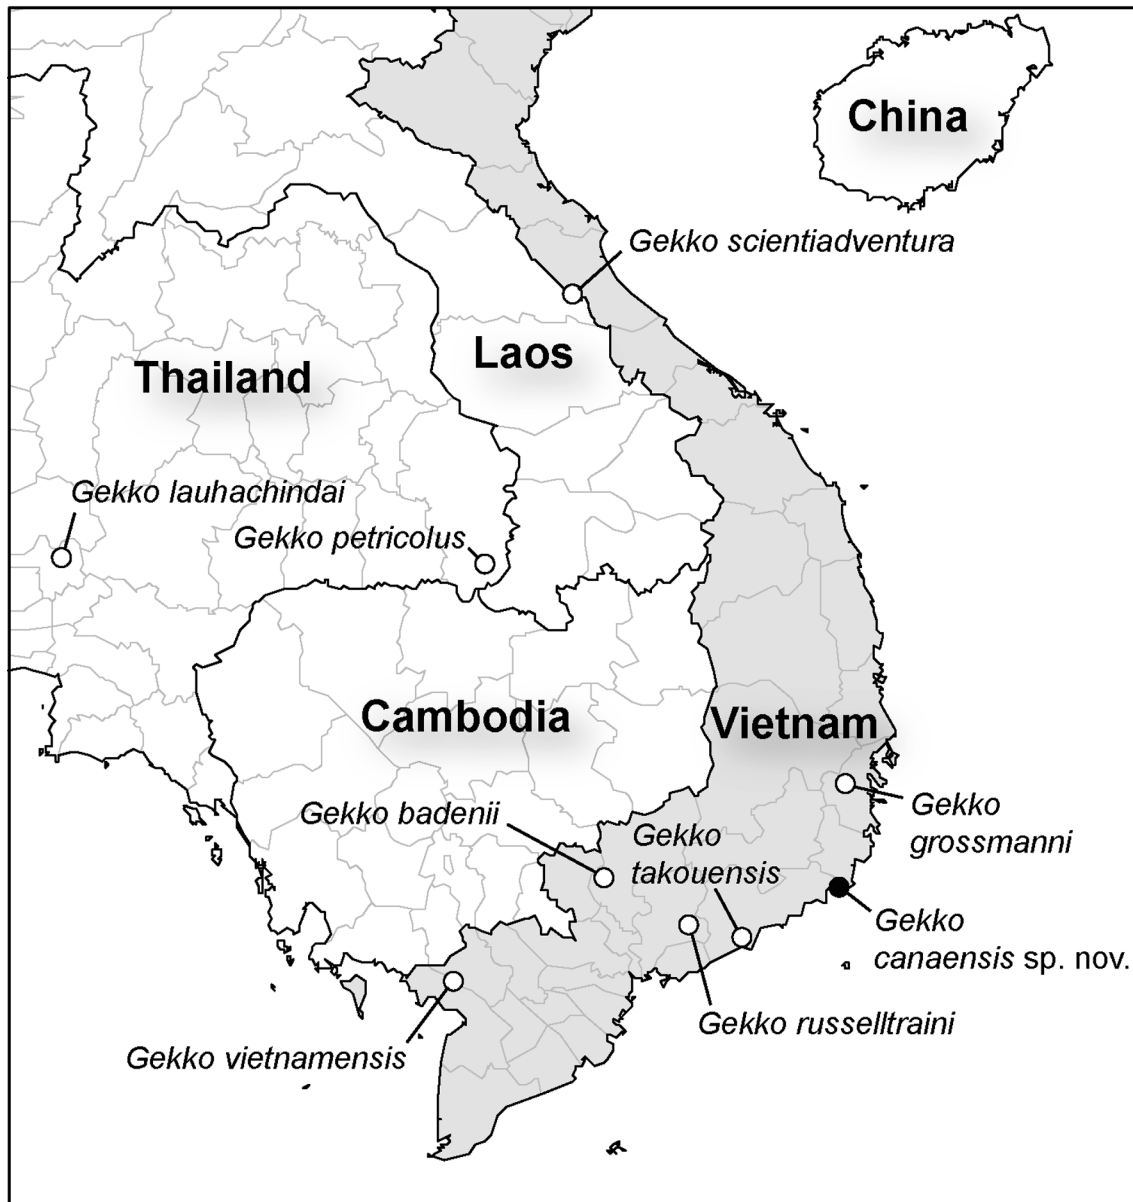 China
Gekko scientiadventura
Laos
Thailand
Gekko lauhachindai
Gekko petricolus
Cambodia
Vietnam
Gekko badenii
Gekko
takouensis
Gekko
grossmanni
Gekko
canaensis sp. nov.
Gekko russelltraini
Gekko vietnamensis